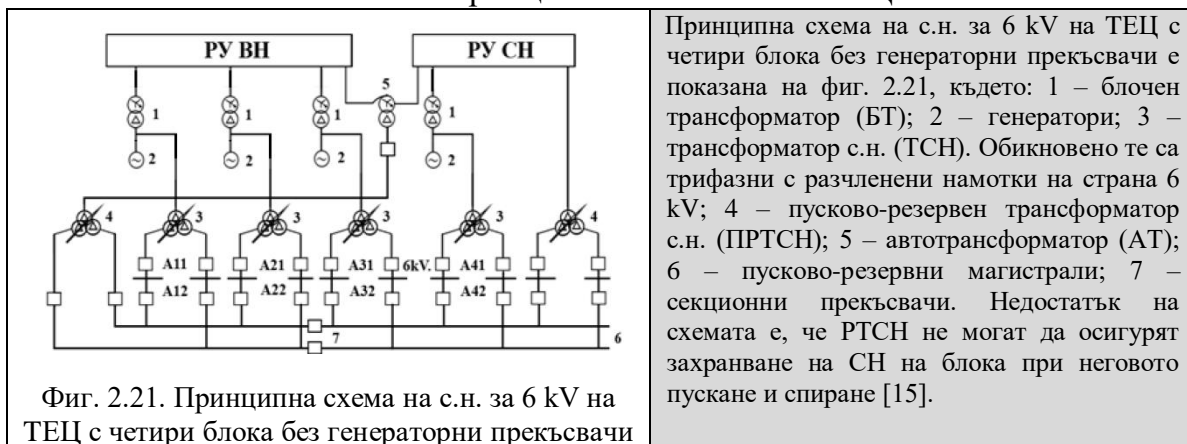 РУ ВН
РУ СН
5
1
1
1
1
2
2
2
2
4
3
3
3
3
4
A11
A21
A31
6kV.
A41
A12
A22
A32
A42
7
6
Фиг. 2.21. Принципна схема на с.н. за 6 kV на
ТЕЦ с четири блока без генераторни прекъсвачи
Принципна схема на с.н. за 6 kV на ТЕЦ с
четири блока без генераторни прекъсвачи е
показана на фиг. 2.21, където: 1 – блочен
трансформатор (БТ); 2 – генератори; 3 –
трансформатор с.н. (ТСН). Обикновено те са
трифазни с разчленени намотки на страна 6
kV; 4 – пусково-резервен трансформатор
с.н. (ПРТСН); 5 – автотрансформатор (АТ);
6 – пусково-резервни магистрали; 7 –
секционни прекъсвачи. Недостатък на
схемата е, че РТСН не могат да осигурят
захранване на СН на блока при неговото
пускане и спиране [15].